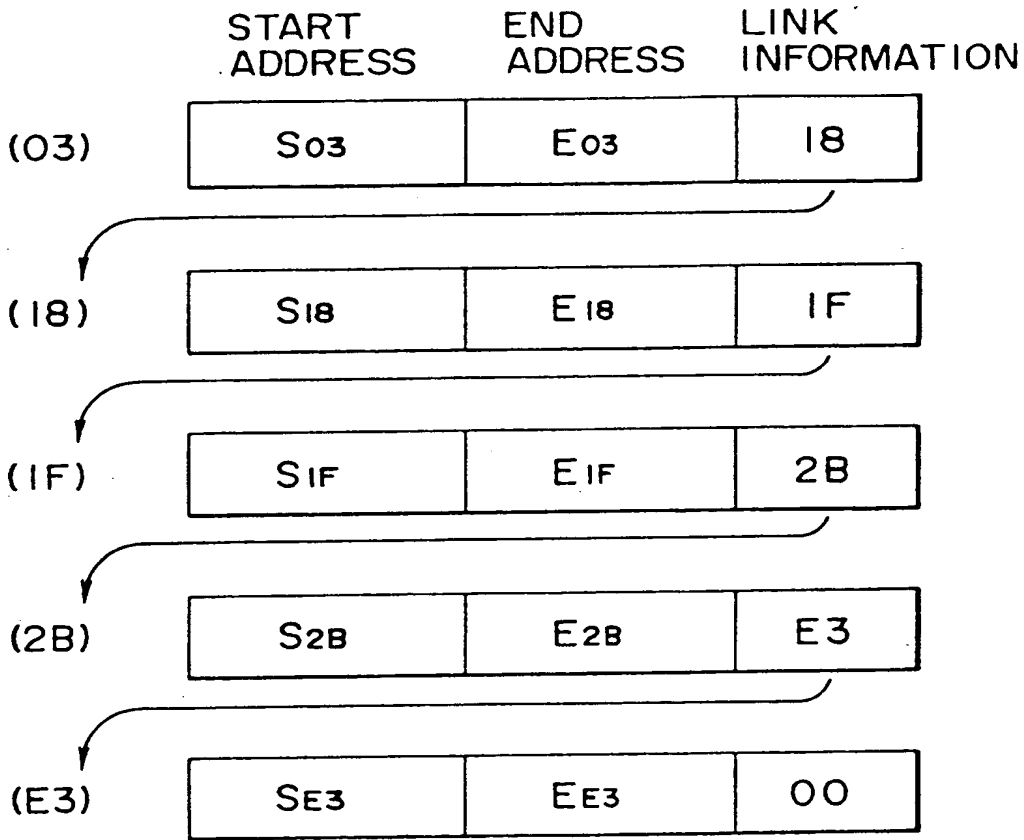 START ADDRESS END ADDRESS LINK INFORMATION
(03) S03 E03 18
(18) S18 E18 1F
(1F) S1F E1F 2B
(2B) S2B E2B E3
(E3) SE3 EE3 00